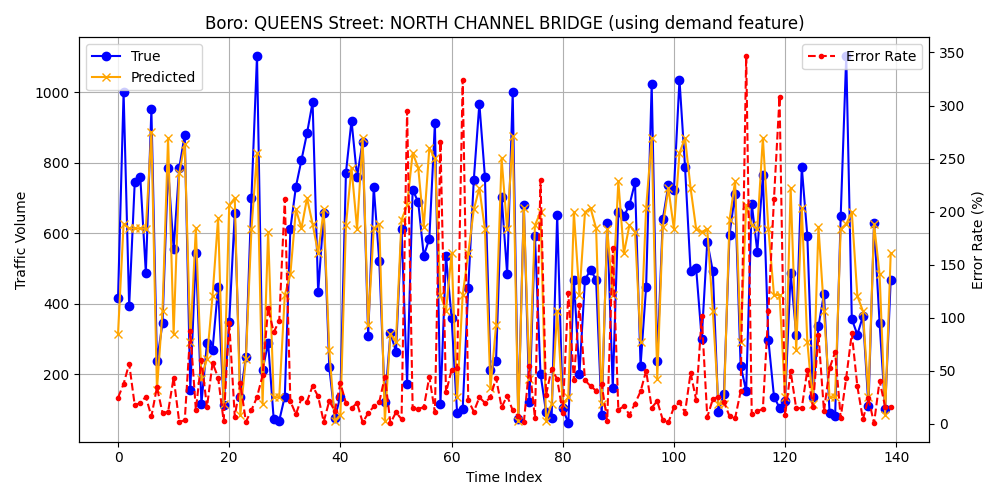 Boro: QUEENS Street: NORTH CHANNEL BRIDGE (using demand feature)
True
Predicted
Error Rate
Traffic Volume
1000
800
600
400
200
350
300
250
200
150
100
50
0
Error Rate (%)
0 20 40 60 80 100 120 140
Time Index